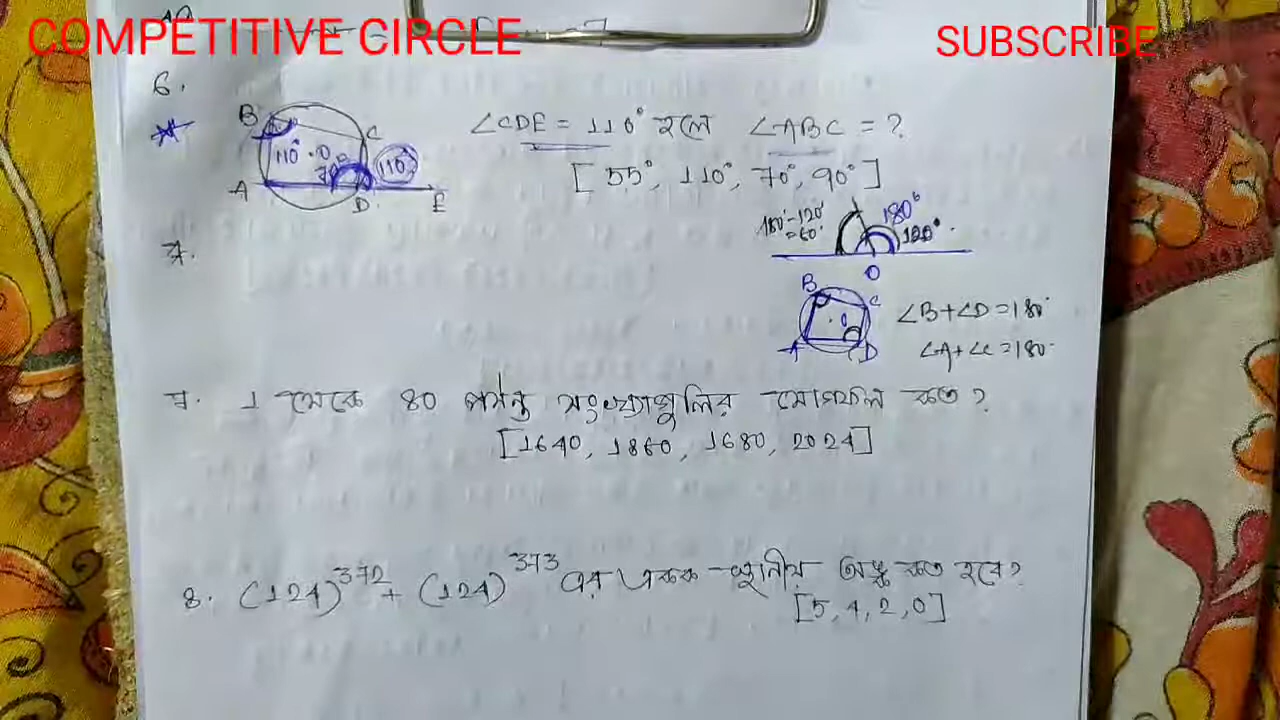 COMPETITIVE CIRCLE
SUBSCRIBE
6.
B C 110° O 110° A D E
∠CDE = 110° হলে ∠ABC = ?
[ 55°, 110°, 70°, 90° ]
180°-120°
=60°
180°
120°
O
7.
B C O A D
∠B+∠D=180°
∠A+∠C=180°
1 থেকে 80 পর্যন্ত সংখ্যাগুলির যোগফল কত?
[1640, 1860, 1680, 2024]
8. (124)³⁷² + (124)³⁷³ এর একক স্থানীয় অঙ্ক কত হবে?
[5, 4, 2, 0]